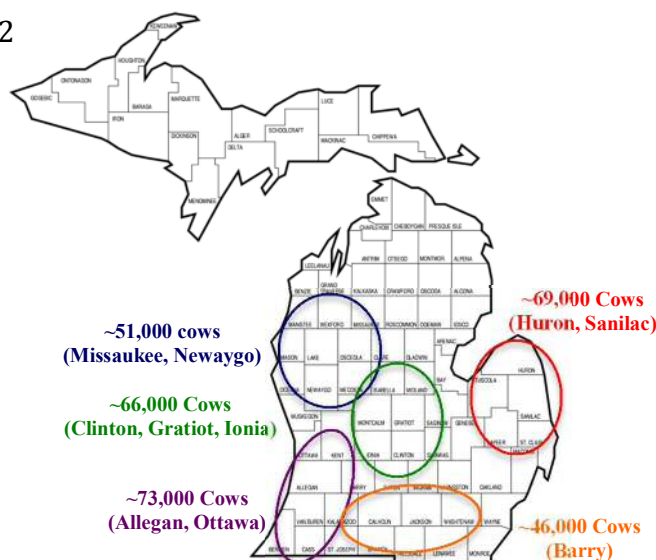 2
KEWEENAW
HOUGHTON
ONTONAGON
GOGEBIC
BARAGA
MARQUETTE
IRON
LUCE
ALGER
SCHOOLCRAFT
CHIPPEWA
MACKINAC
DICKINSON
DELTA
MENOMINEE
EMMET
CHEBOYGAN PRESQUE ISLE
CHARLEVOIX
ANTRIM OTSEGO MONTMOR. ALPENA
LEELANAU
BENZIE GRAND TRAVERSE KALKASKA CRAWFORD OSCODA ALCONA
MANISTEE WEXFORD MISSAUKEE ROSCOMMON OGEMAW IOSCO
ARENAC
MASON LAKE OSCEOLA CLARE GLADWIN
HURON
BAY
TUSCOLA
OCEANA NEWAYGO MECOSTA ISABELLA MIDLAND
SANILAC
MUSKEGON MONTCALM GRATIOT SAGINAW GENESEE
LAPEER ST. CLAIR
OTTAWA KENT IONIA CLINTON
MACOMB
OAKLAND
ALLEGAN BARRY LIVINGSTON
VAN BUREN KALAMAZOO CALHOUN JACKSON WASHTENAW WAYNE
CASS ST. JOSEPH LENAWEE MONROE
~51,000 cows
(Missaukee, Newaygo)
~69,000 Cows
(Huron, Sanilac)
~66,000 Cows
(Clinton, Gratiot, Ionia)
~73,000 Cows
(Allegan, Ottawa)
~46,000 Cows
(Barry)